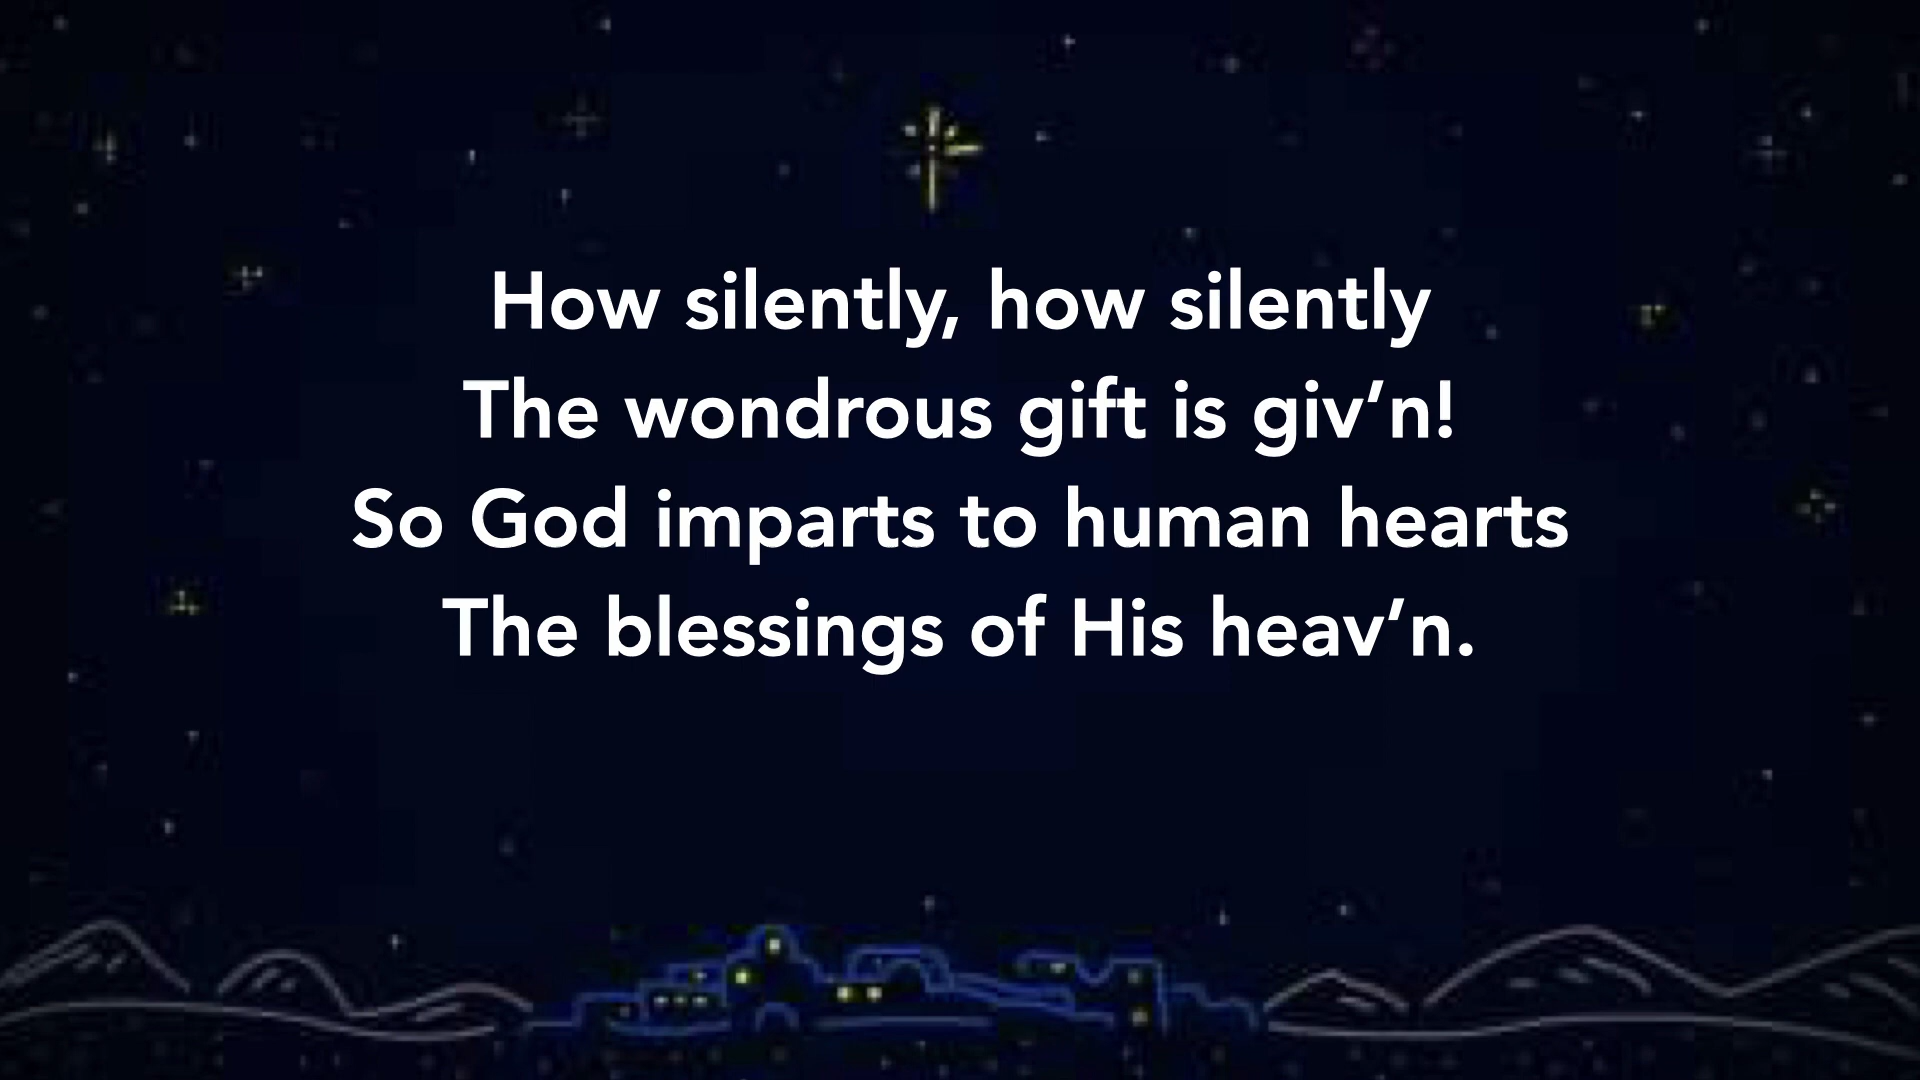 How silently, how silently
The wondrous gift is giv’n!
So God imparts to human hearts
The blessings of His heav’n.